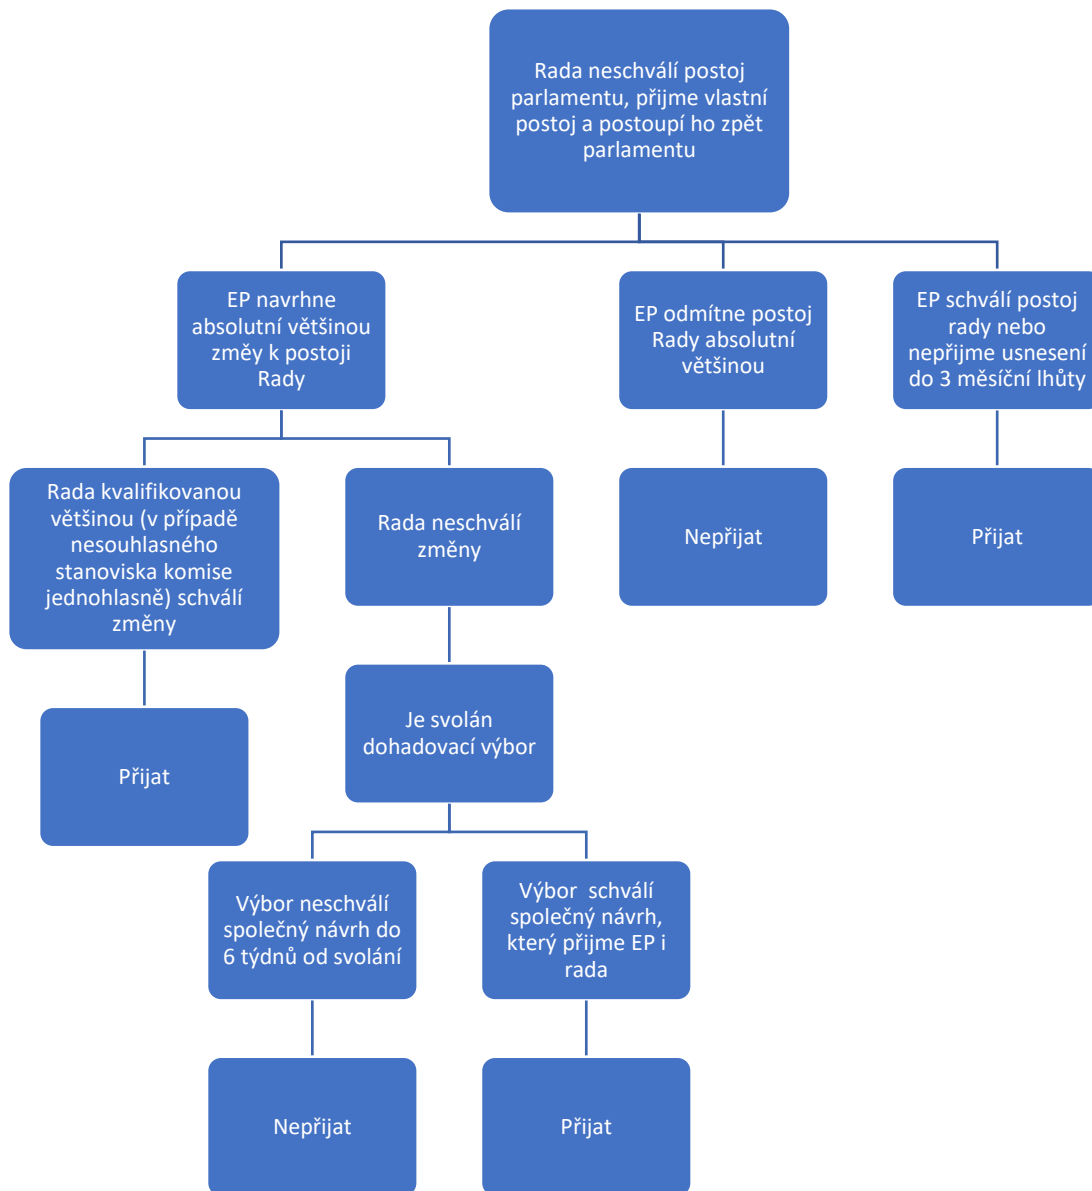 Rada neschválí postoj
parlamentu, přijme vlastní
postoj a postoupí ho zpět
parlamentu
EP navrhne
absolutní většinou
změy k postoji
Rady
EP odmítne postoj
Rady absolutní
většinou
EP schválí postoj
rady nebo
nepřijme usnesení
do 3 měsíční lhůty
Rada kvalifikovanou
většinou (v případě
nesouhlasného
stanoviska komise
jednohlasně) schválí
změny
Rada neschválí
změny
Nepřijat
Přijat
Přijat
Je svolán
dohadovací výbor
Výbor neschválí
společný návrh do
6 týdnů od svolání
Výbor  schválí
společný návrh,
který přijme EP i
rada
Nepřijat
Přijat